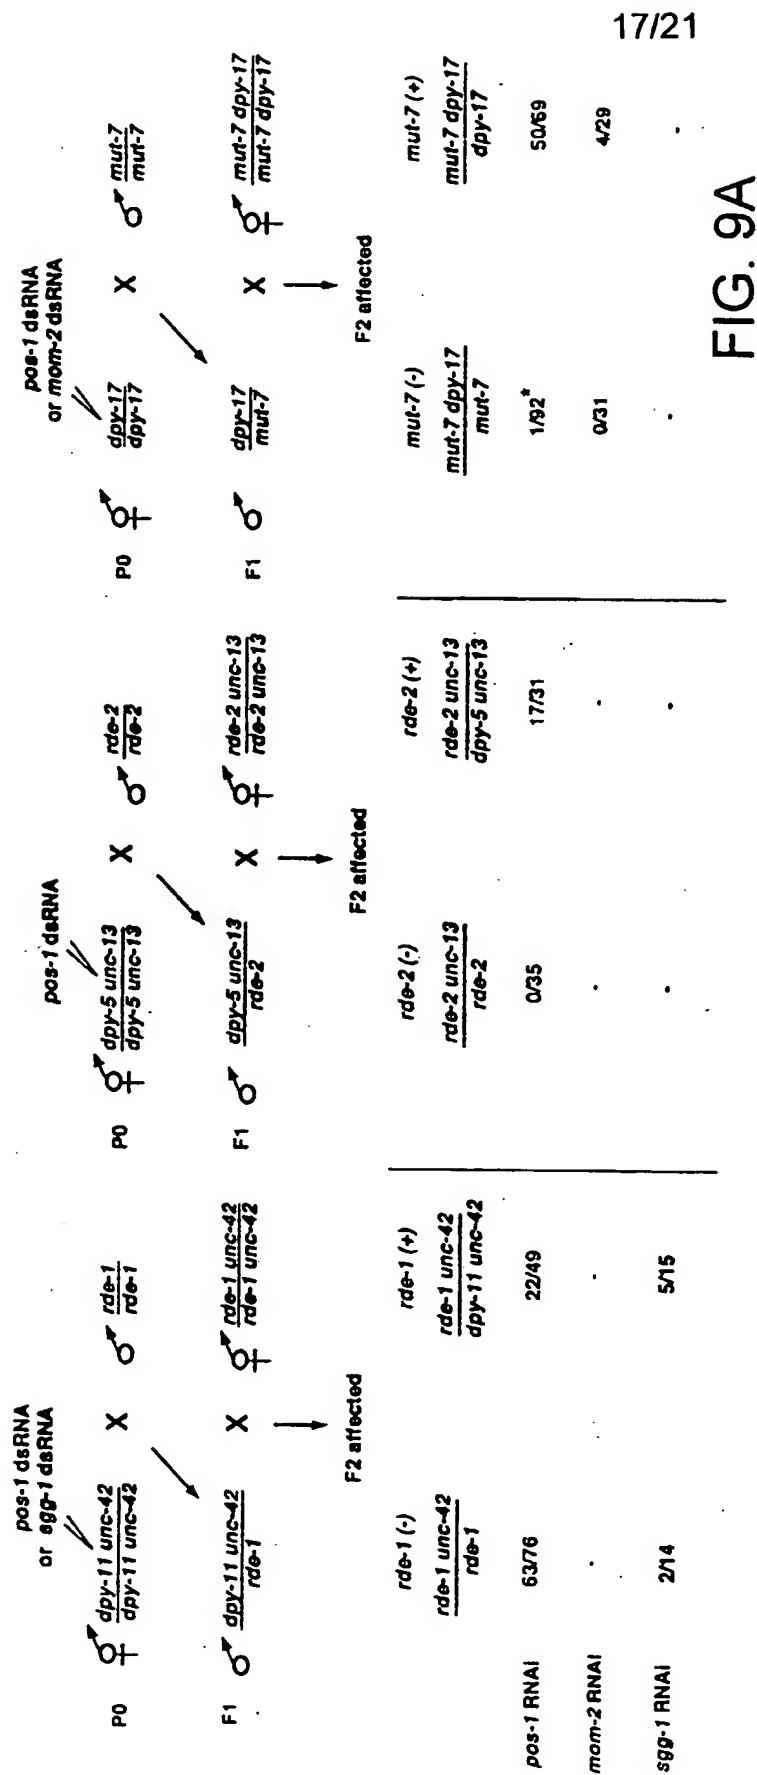 17/21
pos-1 dsRNA
or sgg-1 dsRNA
P0 dpy-11 unc-42 X rde-1
dpy-11 unc-42 rde-1
F1 dpy-11 unc-42 X rde-1 unc-42
rde-1 rde-1 unc-42
F2 affected
pos-1 dsRNA
P0 dpy-5 unc-13 X rde-2
dpy-5 unc-13 rde-2
F1 dpy-5 unc-13 X rde-2 unc-13
rde-2 rde-2 unc-13
F2 affected
pos-1 dsRNA
or mom-2 dsRNA
P0 dpy-17 X mut-7
dpy-17 mut-7
F1 dpy-17 X mut-7 dpy-17
mut-7 mut-7 dpy-17
F2 affected
rde-1 (-) rde-1 (+) rde-2 (-) rde-2 (+) mut-7 (-) mut-7 (+)
rde-1 unc-42 rde-1 unc-42 rde-2 unc-13 rde-2 unc-13 mut-7 dpy-17 mut-7 dpy-17
rde-1 dpy-11 unc-42 rde-2 dpy-5 unc-13 mut-7 dpy-17
pos-1 RNAi 63/76 22/49 0/35 17/31 1/92* 50/69
mom-2 RNAi - - - - 0/31 4/29
sgg-1 RNAi 2/14 5/15 - - - -
FIG. 9A